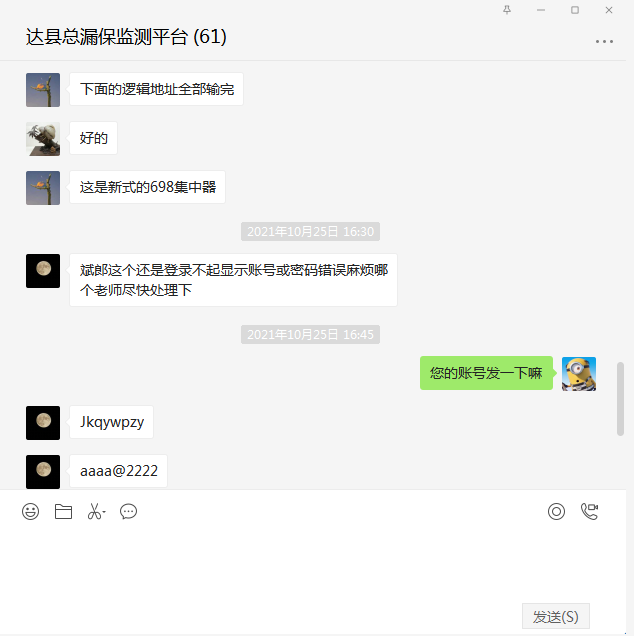 达县总漏保监测平台 (61)
下面的逻辑地址全部输完
好的
这是新式的698集中器
2021年10月25日 16:30
斌郎这个还是登录不起显示账号或密码错误麻烦哪
个老师尽快处理下
2021年10月25日 16:45
您的账号发一下嘛
Jkqywpzy
aaaa@2222
发送(S)